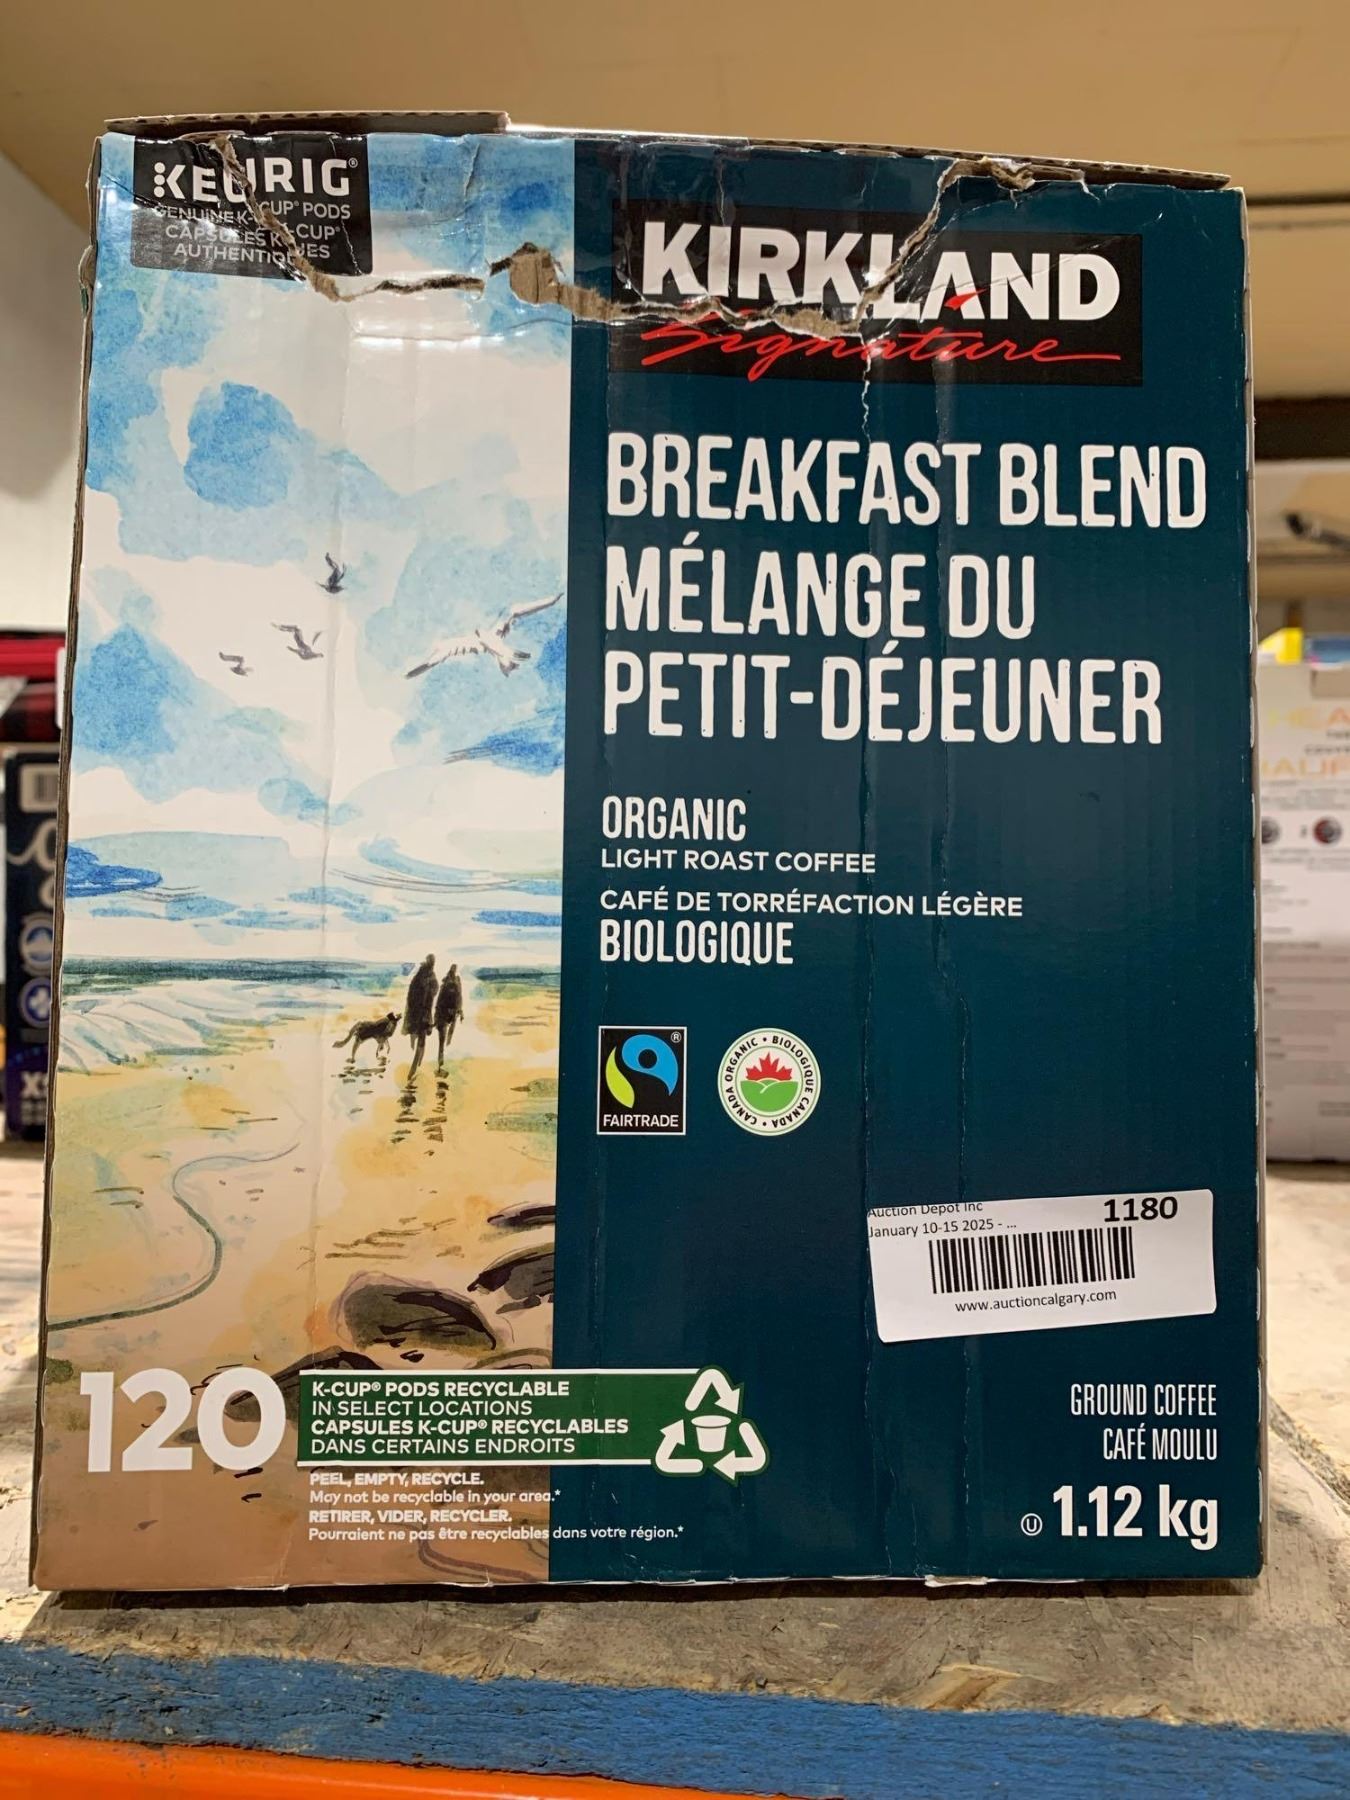 KEURIG®
GENUINE K-CUP® PODS
CAPSULES K-CUP®
AUTHENTIQUES
KIRKLAND
Signature
BREAKFAST BLEND
MÉLANGE DU
PETIT-DÉJEUNER
ORGANIC
LIGHT ROAST COFFEE
CAFÉ DE TORRÉFACTION LÉGÈRE
BIOLOGIQUE
®
FAIRTRADE
CANADA ORGANIC • BIOLOGIQUE CANADA •
Auction Depot Inc
1180
January 10-15 2025 - ...
www.auctioncalgary.com
120
K-CUP® PODS RECYCLABLE
IN SELECT LOCATIONS
CAPSULES K-CUP® RECYCLABLES
DANS CERTAINS ENDROITS
PEEL, EMPTY, RECYCLE.
May not be recyclable in your area.*
RETIRER, VIDER, RECYCLER.
Pourraient ne pas être recyclables dans votre région.*
GROUND COFFEE
CAFÉ MOULU
U 1.12 kg